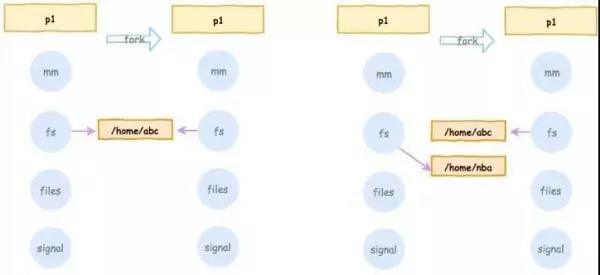 p1
fork
p1
mm
mm
fs
/home/abc
fs
files
files
signal
signal
p1
fork
p1
mm
mm
fs
/home/abc
fs
/home/nba
files
files
signal
signal